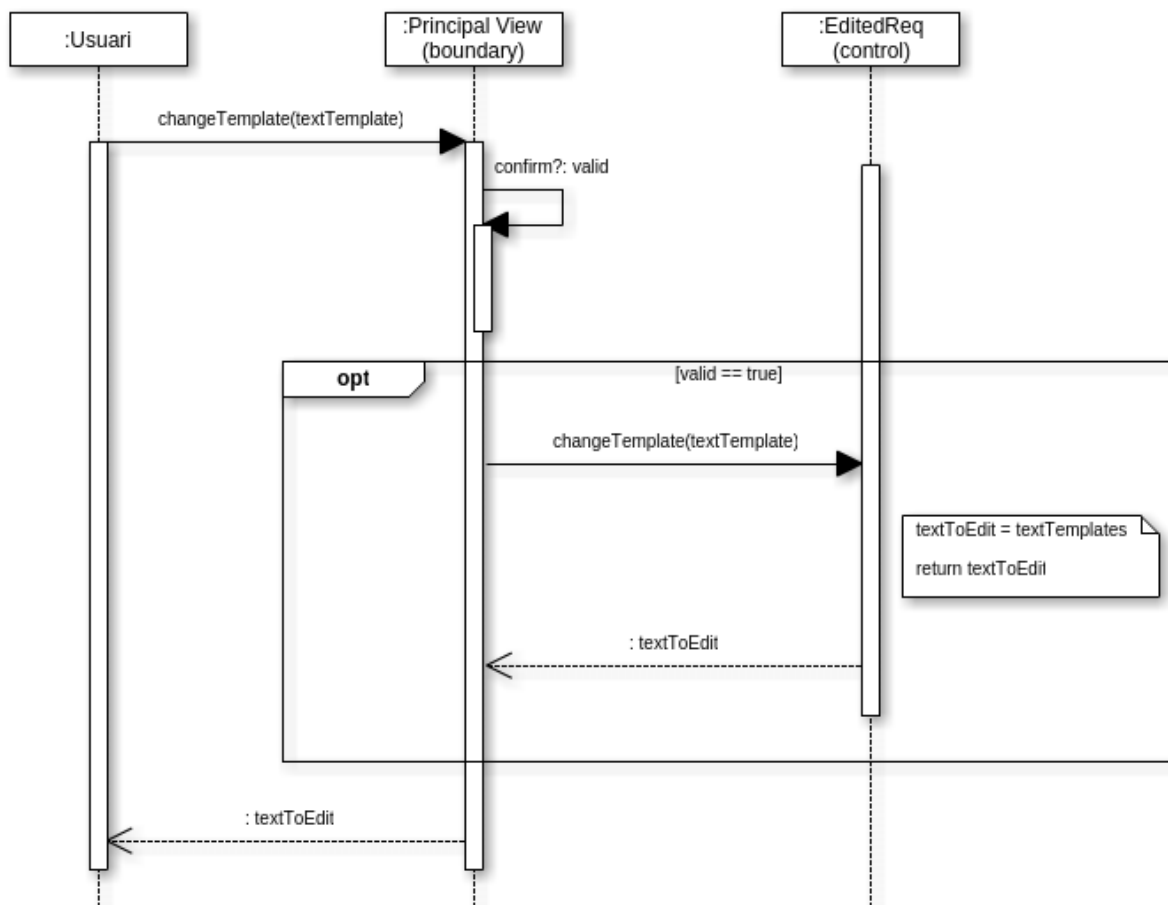 :Usuari
:Principal View
(boundary)
:EditedReq
(control)
changeTemplate(textTemplate)
confirm?: valid
opt
[valid == true]
changeTemplate(textTemplate)
textToEdit = textTemplates
return textToEdit
: textToEdit
: textToEdit